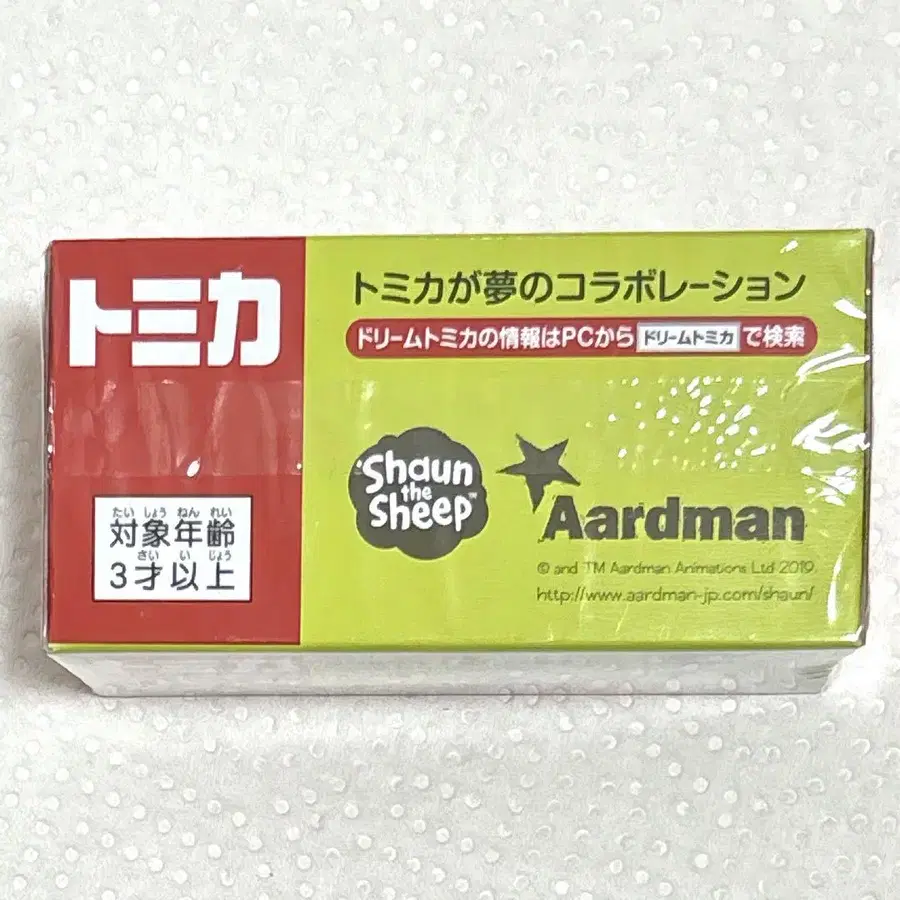 トミカ
たいしょうねんれい
対象年齢
さいいじょう
3才以上
トミカが夢のコラボレーション
ドリームトミカの情報はPCから ドリームトミカ で検索
Shaun
the
Sheep™
Aardman
© and TM Aardman Animations Ltd 2019.
http://www.aardman-jp.com/shaun/